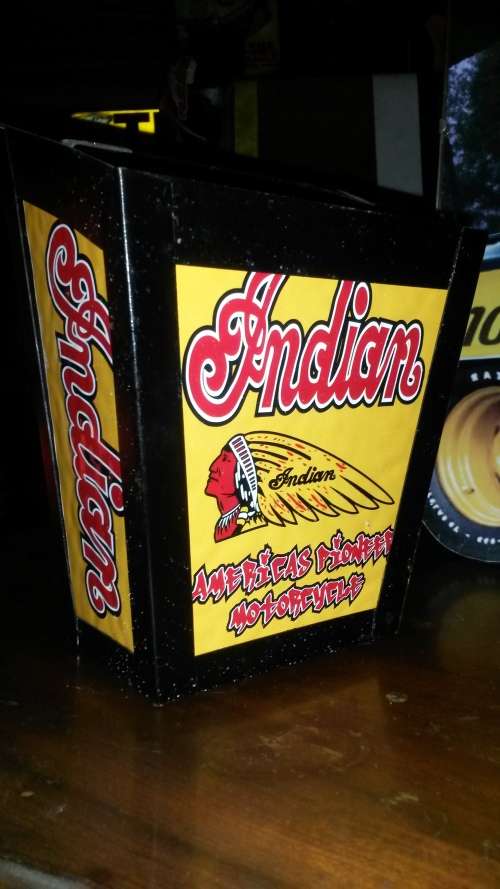 Indian
Indian
Indian
AMERICAS PIONEER
MOTORCYCLE